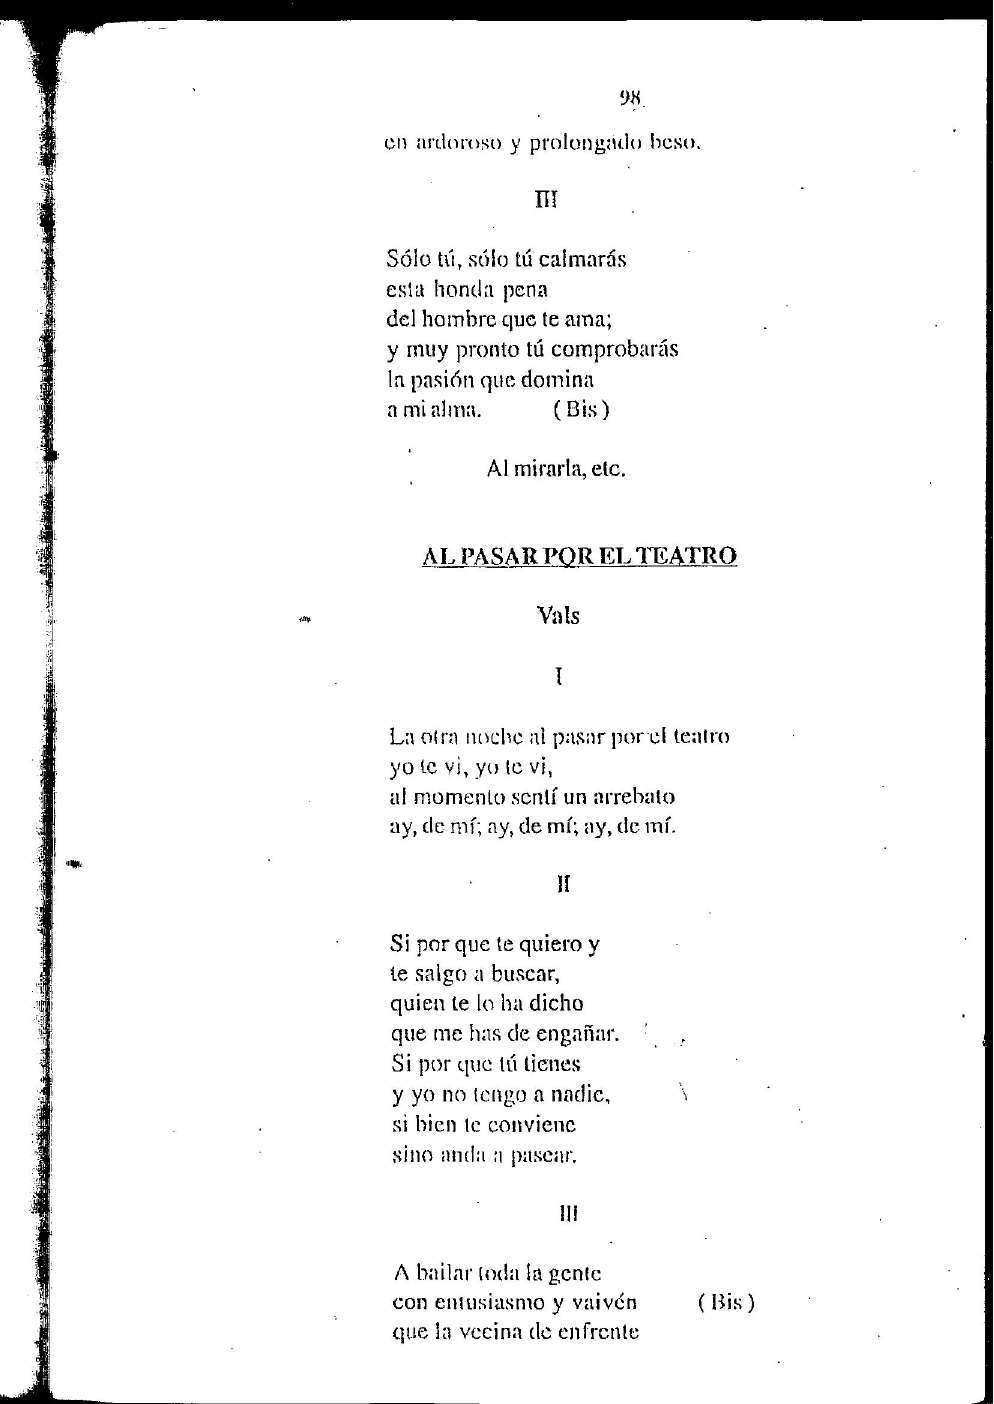 98
en ardoroso y prolongado beso.
III
Sólo tú, sólo tú calmarás
esta honda pena
del hombre que te ama;
y muy pronto tú comprobarás
la pasión que domina
a mi alma. (Bis)
Al mirarla, etc.
AL PASAR POR EL TEATRO
Vals
I
La otra noche al pasar por el teatro
yo te vi, yo te vi,
al momento sentí un arrebato
ay, de mí; ay, de mí; ay, de mí.
II
Si por que te quiero y
te salgo a buscar,
quien te lo ha dicho
que me has de engañar.
Si por que tú tienes
y yo no tengo a nadie,
si bien te conviene
sino anda a pasear.
III
A bailar toda la gente
con entusiasmo y vaivén (Bis)
que la vecina de enfrente